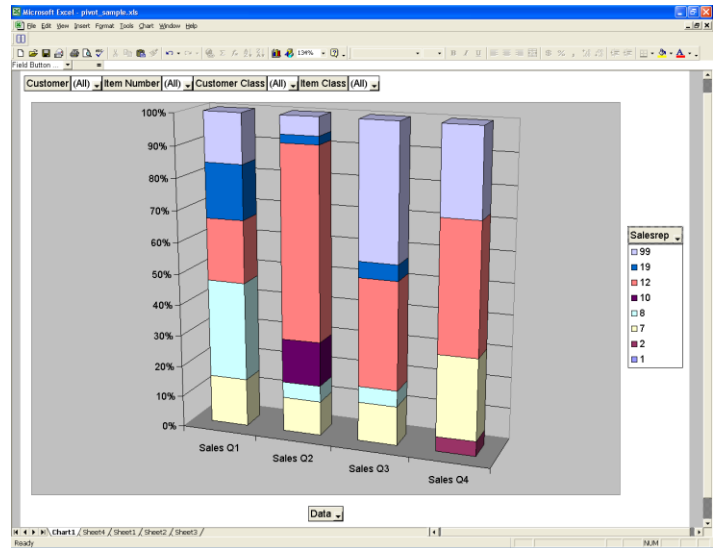 Microsoft Excel - pivot_sample.xls
File Edit View Insert Format Tools Chart Window Help
134%
Field Button ...
Customer (All) Item Number (All) Customer Class (All) Item Class (All)
100%
90%
80%
70%
60%
50%
40%
30%
20%
10%
0%
Sales Q1
Sales Q2
Sales Q3
Sales Q4
Salesrep
99
19
12
10
8
7
2
1
Data
Chart1 / Sheet4 / Sheet1 / Sheet2 / Sheet3 /
Ready NUM